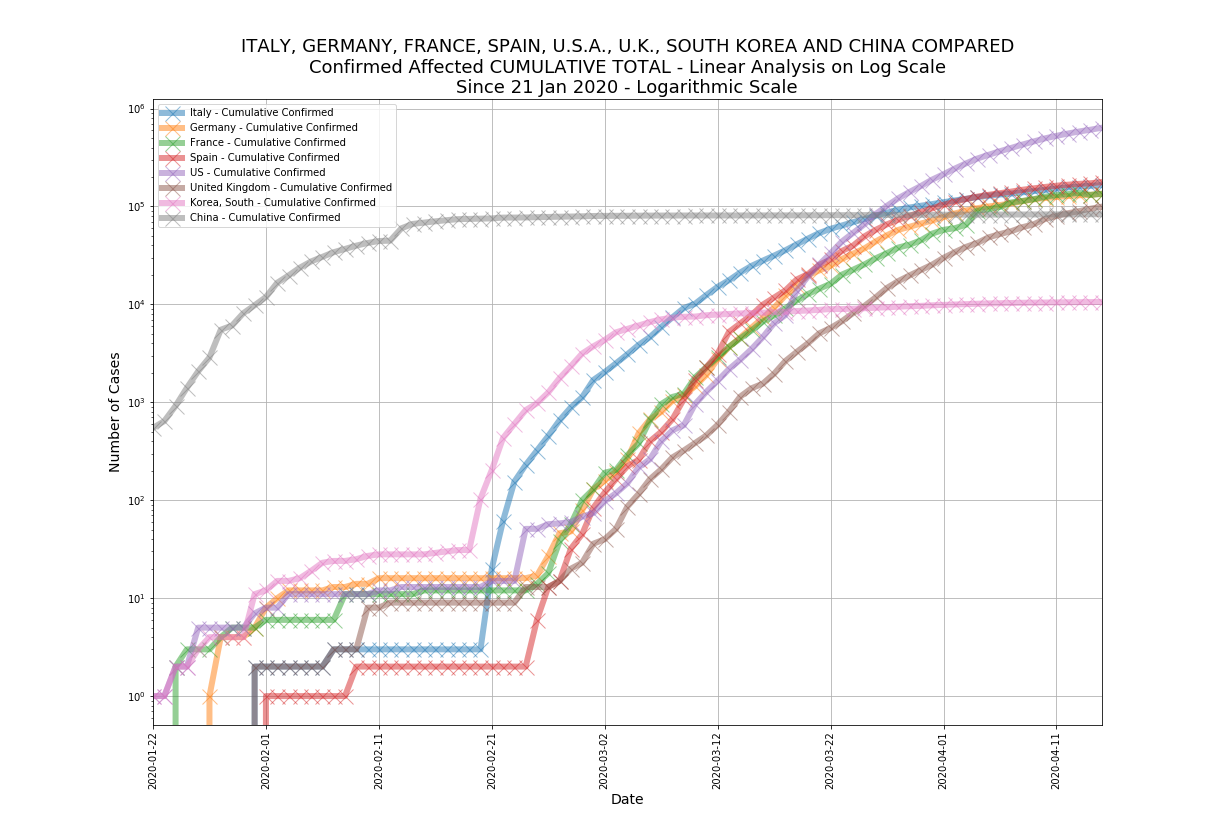 ITALY, GERMANY, FRANCE, SPAIN, U.S.A., U.K., SOUTH KOREA AND CHINA COMPARED
Confirmed Affected CUMULATIVE TOTAL - Linear Analysis on Log Scale
Since 21 Jan 2020 - Logarithmic Scale
Italy - Cumulative Confirmed
Germany - Cumulative Confirmed
France - Cumulative Confirmed
Spain - Cumulative Confirmed
US - Cumulative Confirmed
United Kingdom - Cumulative Confirmed
Korea, South - Cumulative Confirmed
China - Cumulative Confirmed
Number of Cases
10⁶
10⁵
10⁴
10³
10²
10¹
10⁰
2020-01-22
2020-02-01
2020-02-11
2020-02-21
2020-03-02
2020-03-12
2020-03-22
2020-04-01
2020-04-11
Date